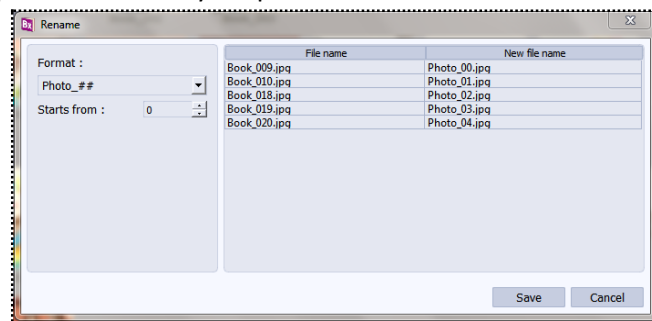 Bx Rename
Format :
Photo_##
Starts from : 0
File name New file name
Book_009.jpg Photo_00.jpg
Book_010.jpg Photo_01.jpg
Book_018.jpg Photo_02.jpg
Book_019.jpg Photo_03.jpg
Book_020.jpg Photo_04.jpg
Save Cancel